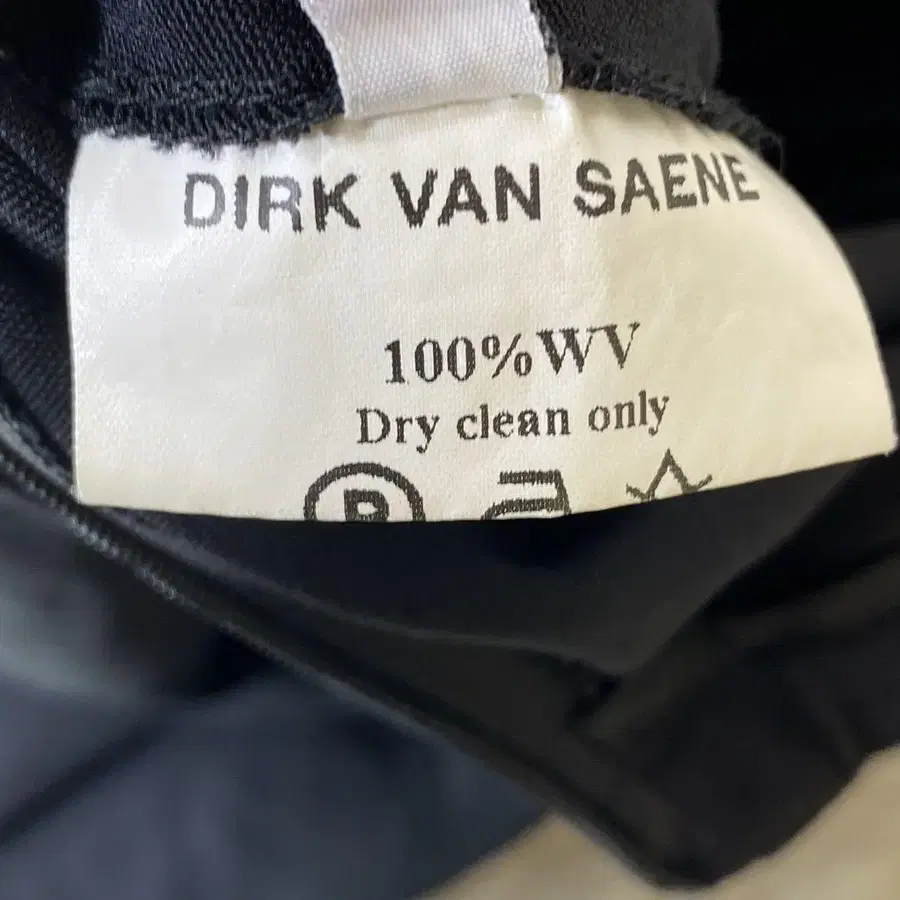 DIRK VAN SAENE
100%WV
Dry clean only
P